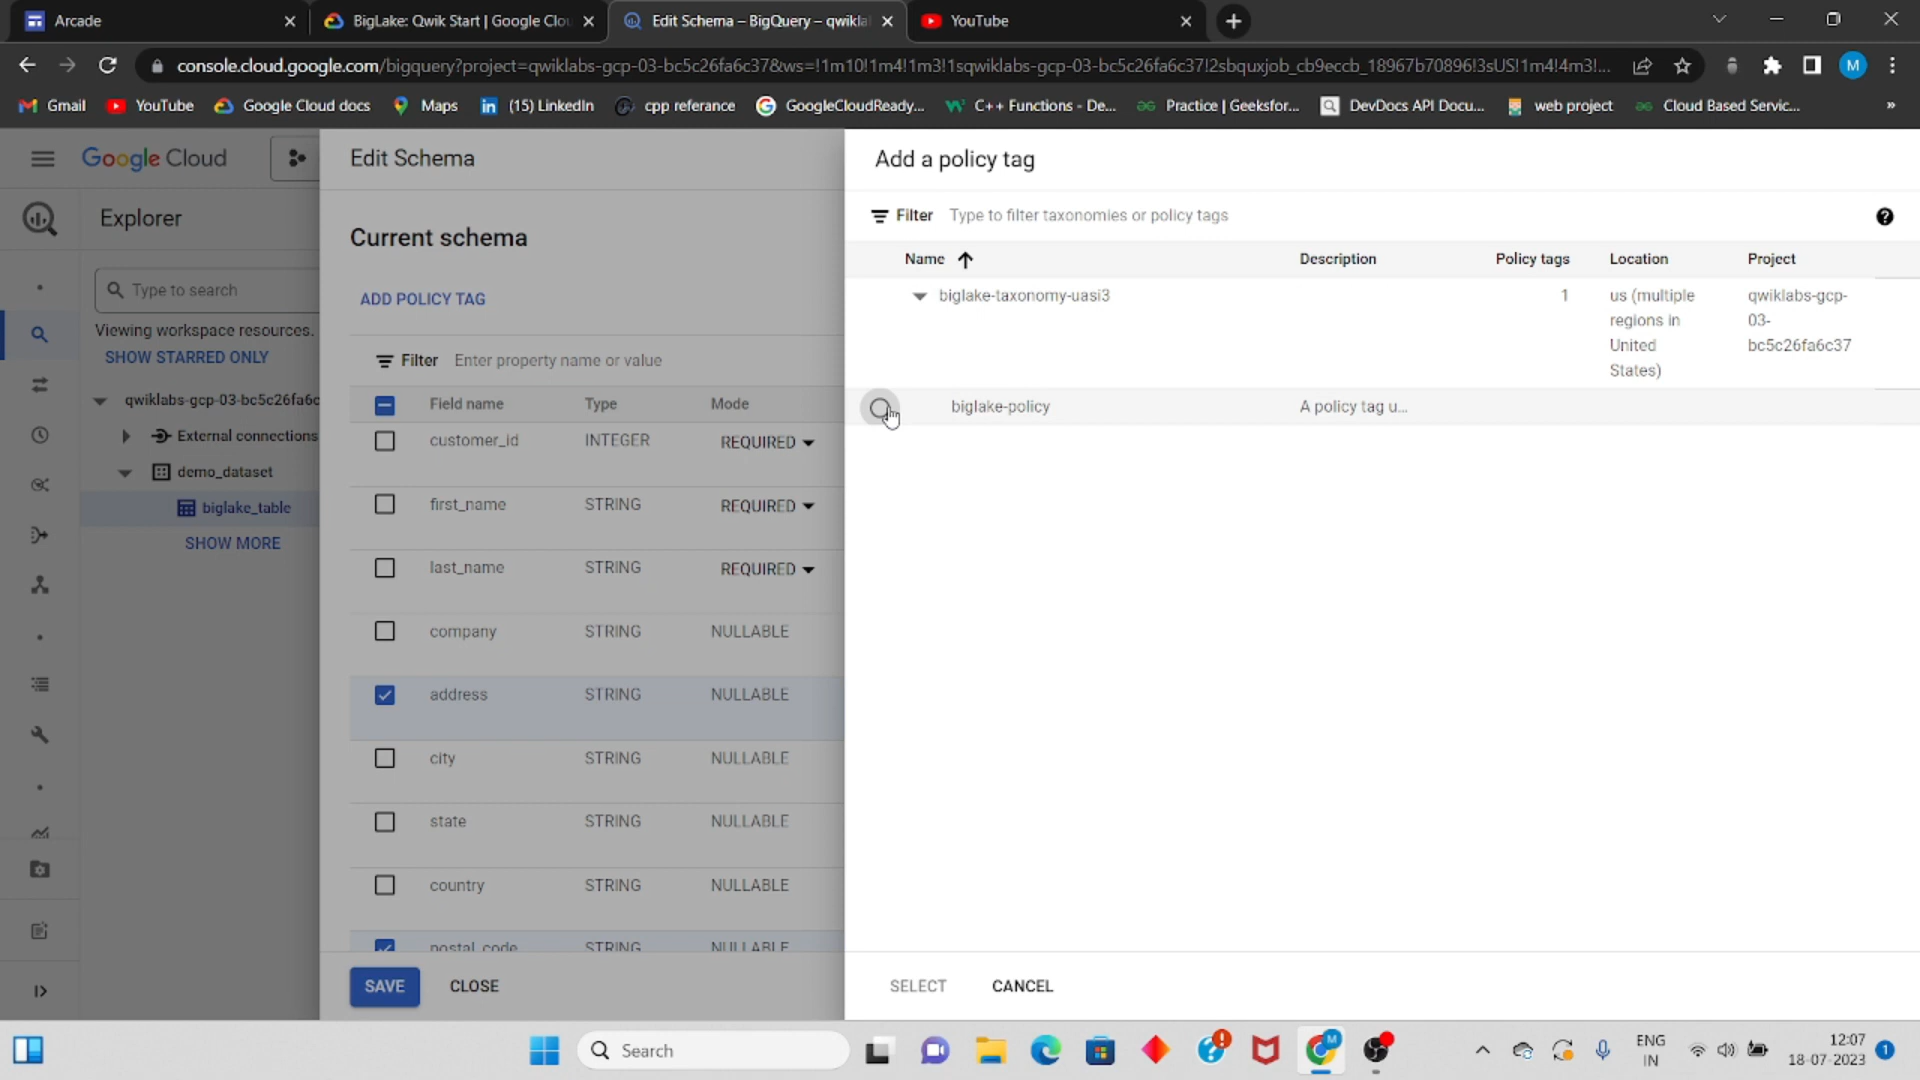 Arcade
BigLake: Qwik Start | Google Clou
Edit Schema – BigQuery – qwikla
YouTube
console.cloud.google.com/bigquery?project=qwiklabs-gcp-03-bc5c26fa6c37&ws=!1m10!1m4!1m3!1sqwiklabs-gcp-03-bc5c26fa6c37!2sbquxjob_cb9eccb_18967b70896!3sUS!1m4!4m3!...
M
Gmail
YouTube
Google Cloud docs
Maps
(15) LinkedIn
cpp referance
GoogleCloudReady...
C++ Functions - De...
Practice | Geeksfor...
DevDocs API Docu...
web project
Cloud Based Servic...
»
Google Cloud
Explorer
Type to search
Viewing workspace resources.
SHOW STARRED ONLY
qwiklabs-gcp-03-bc5c26fa6c
External connections
demo_dataset
biglake_table
SHOW MORE
Edit Schema
Current schema
ADD POLICY TAG
Filter Enter property name or value
Field name Type Mode
customer_id INTEGER REQUIRED
first_name STRING REQUIRED
last_name STRING REQUIRED
company STRING NULLABLE
address STRING NULLABLE
city STRING NULLABLE
state STRING NULLABLE
country STRING NULLABLE
postal_code STRING NULLABLE
SAVE CLOSE
Add a policy tag
Filter Type to filter taxonomies or policy tags
Name Description Policy tags Location Project
biglake-taxonomy-uasi3 1 us (multiple regions in United States) qwiklabs-gcp-03-bc5c26fa6c37
biglake-policy A policy tag u...
SELECT CANCEL
Search
ENG
IN
12:07
18-07-2023
1